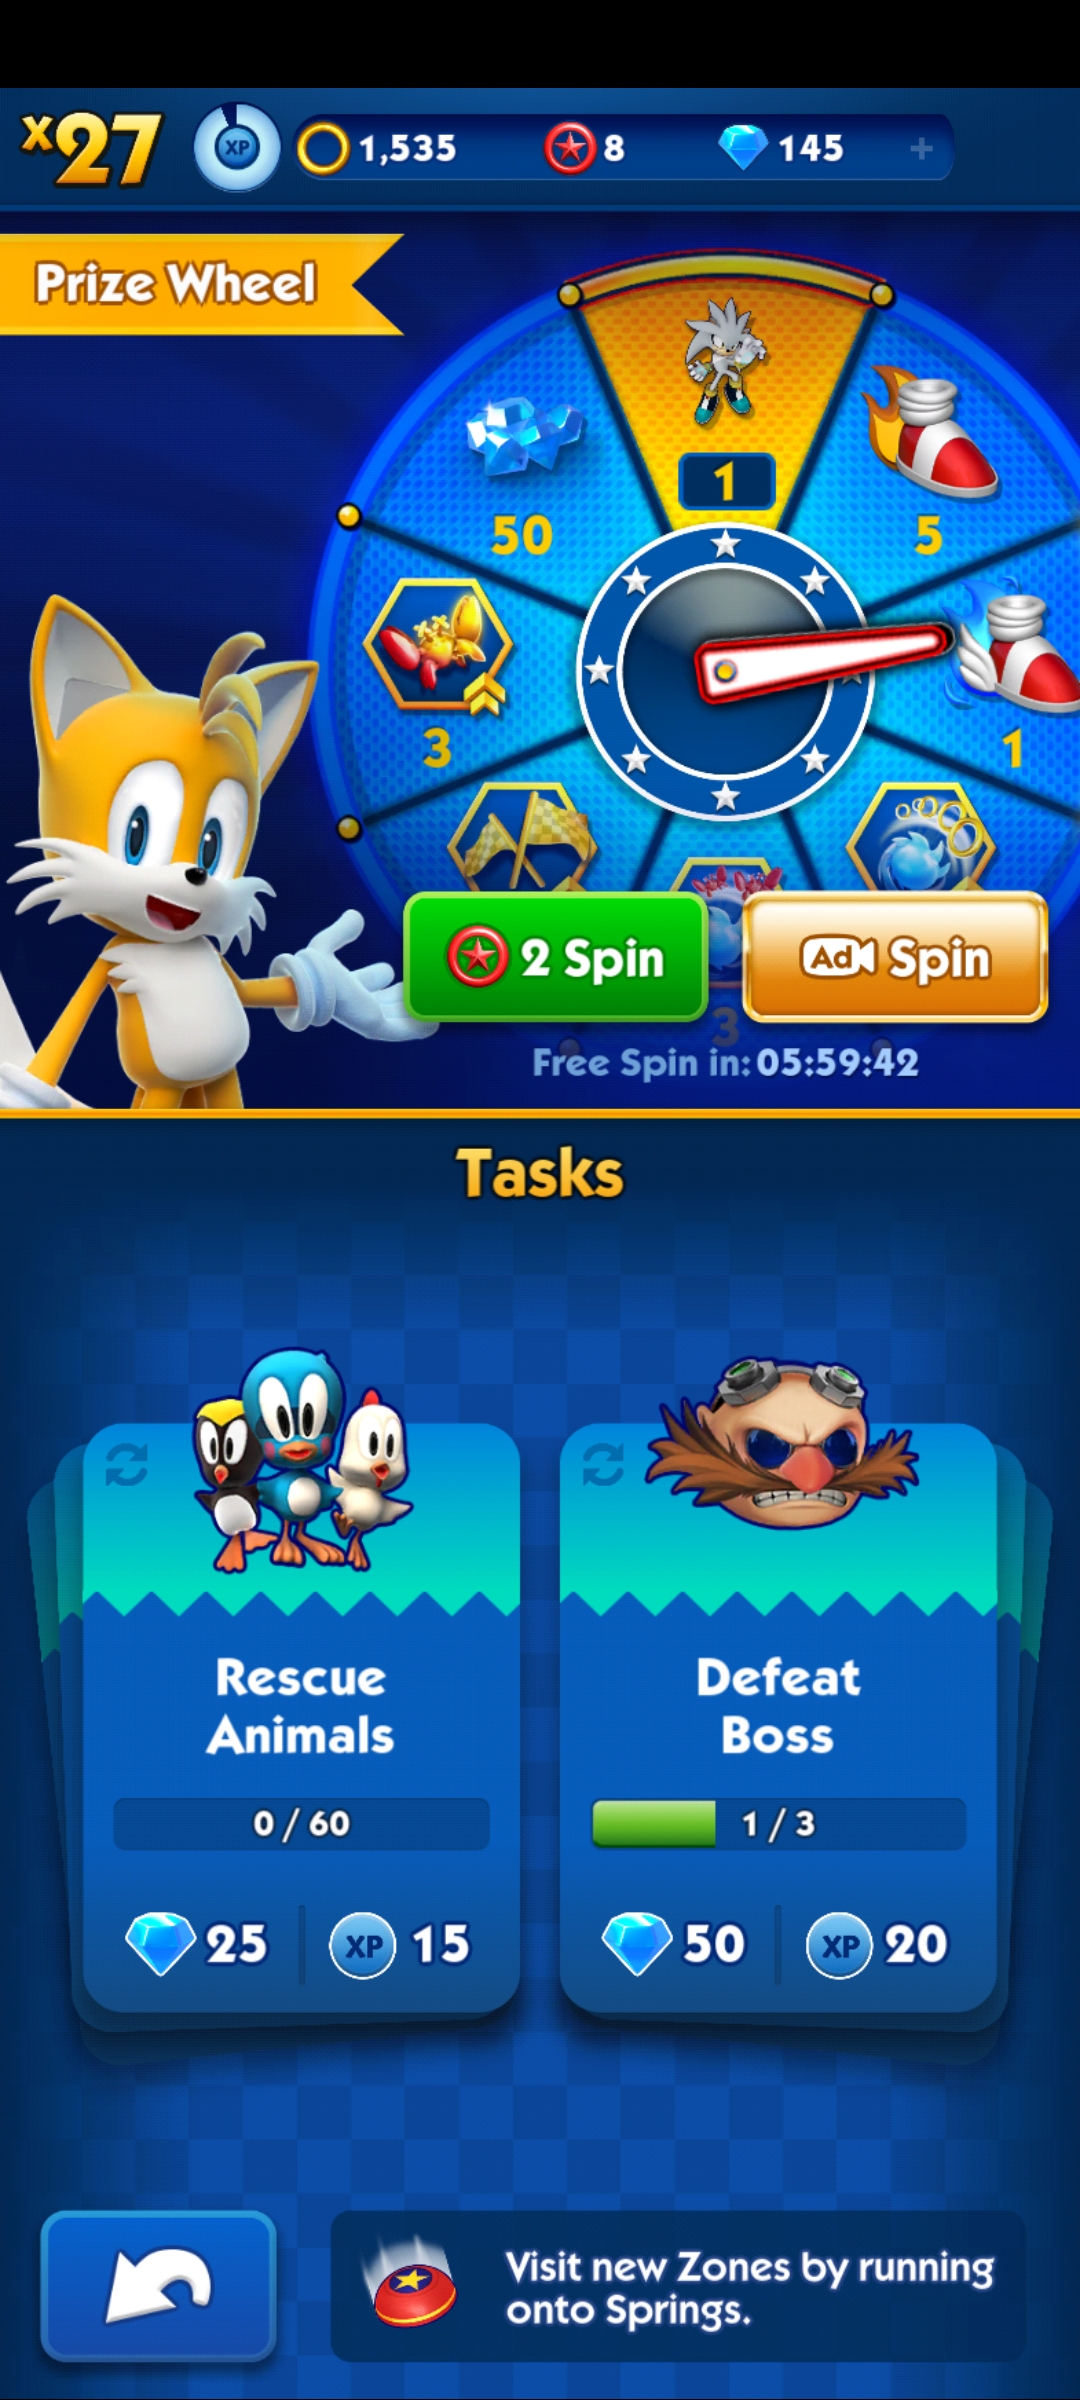 x27 XP 1,535 8 145 +
Prize Wheel
1
50
5
3
1
2 Spin
Ad Spin
3
Free Spin in: 05:59:42
Tasks
Rescue
Animals
0 / 60
25 XP 15
Defeat
Boss
1 / 3
50 XP 20
Visit new Zones by running
onto Springs.